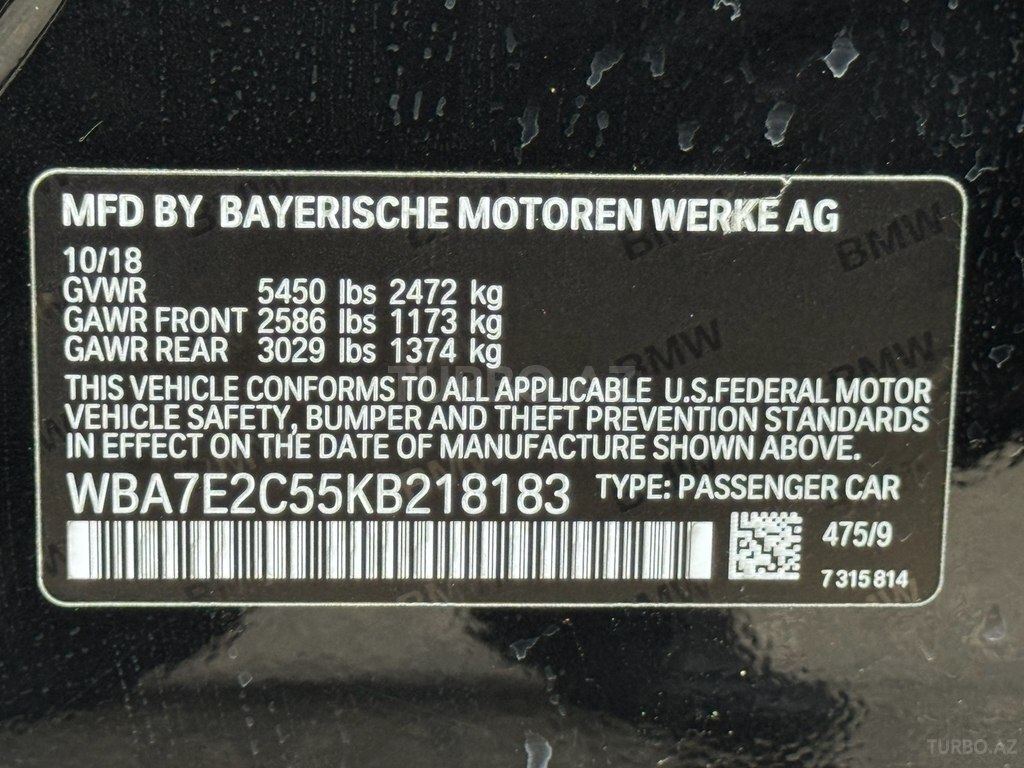 MFD BY BAYERISCHE MOTOREN WERKE AG
10/18
GVWR 5450 lbs 2472 kg
GAWR FRONT 2586 lbs 1173 kg
GAWR REAR 3029 lbs 1374 kg
THIS VEHICLE CONFORMS TO ALL APPLICABLE U.S.FEDERAL MOTOR
VEHICLE SAFETY, BUMPER AND THEFT PREVENTION STANDARDS
IN EFFECT ON THE DATE OF MANUFACTURE SHOWN ABOVE.
WBA7E2C55KB218183 TYPE: PASSENGER CAR
475/9
7 315 814
BMW
BMW
TURBO.AZ
TURBO.AZ